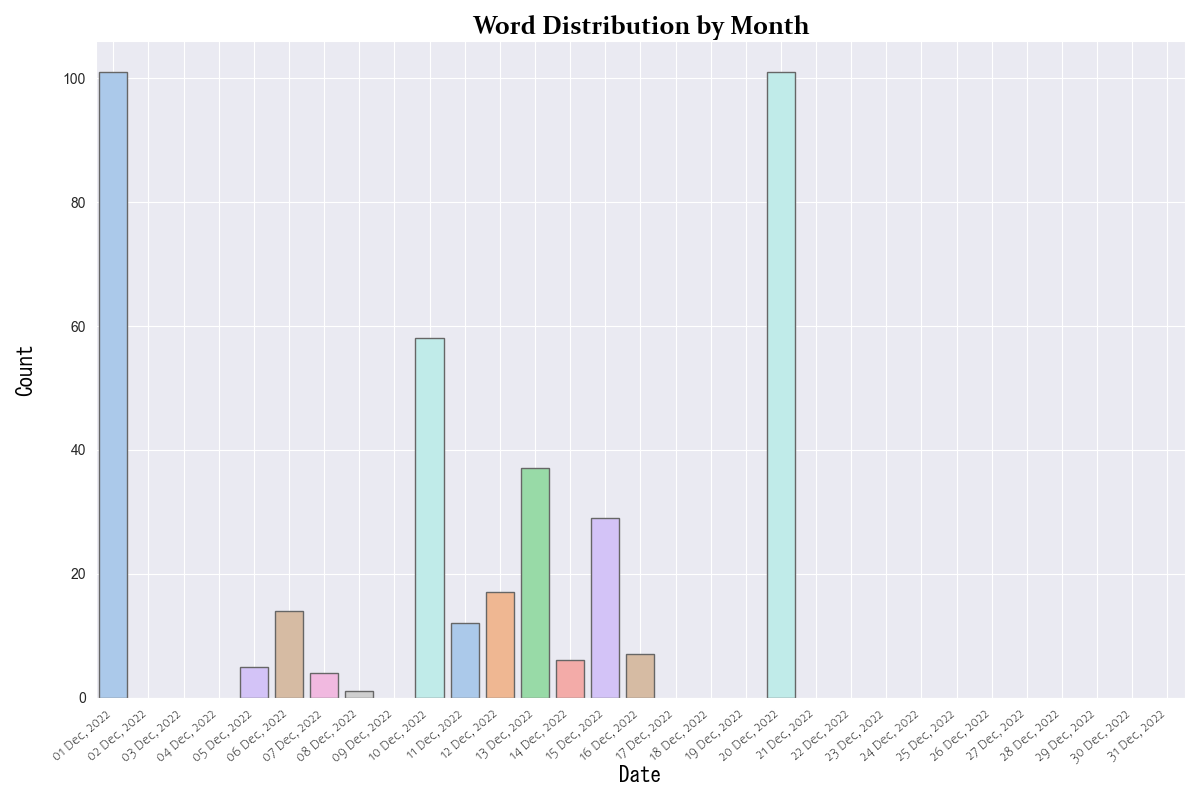 Word Distribution by Month
Count
100
80
60
40
20
0
01 Dec, 2022
02 Dec, 2022
03 Dec, 2022
04 Dec, 2022
05 Dec, 2022
06 Dec, 2022
07 Dec, 2022
08 Dec, 2022
09 Dec, 2022
10 Dec, 2022
11 Dec, 2022
12 Dec, 2022
13 Dec, 2022
14 Dec, 2022
15 Dec, 2022
16 Dec, 2022
17 Dec, 2022
18 Dec, 2022
19 Dec, 2022
20 Dec, 2022
21 Dec, 2022
22 Dec, 2022
23 Dec, 2022
24 Dec, 2022
25 Dec, 2022
26 Dec, 2022
27 Dec, 2022
28 Dec, 2022
29 Dec, 2022
30 Dec, 2022
31 Dec, 2022
Date